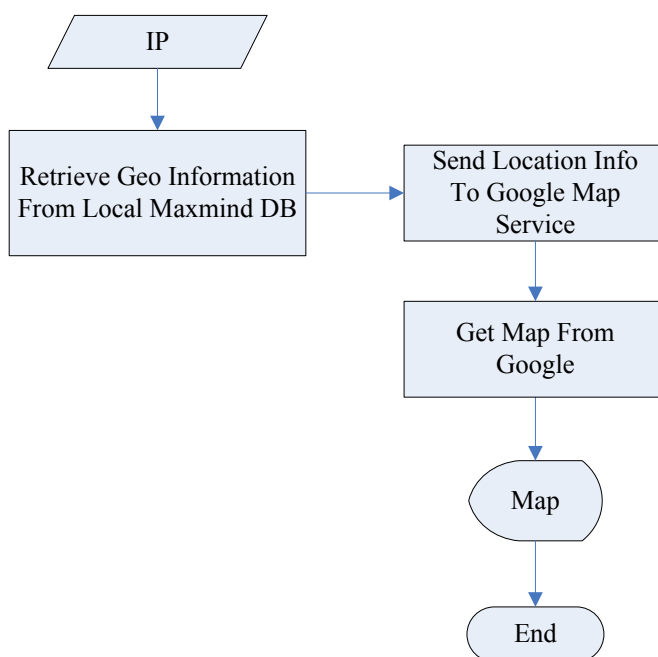 IP
Retrieve Geo Information
From Local Maxmind DB
Send Location Info
To Google Map
Service
Get Map From
Google
Map
End